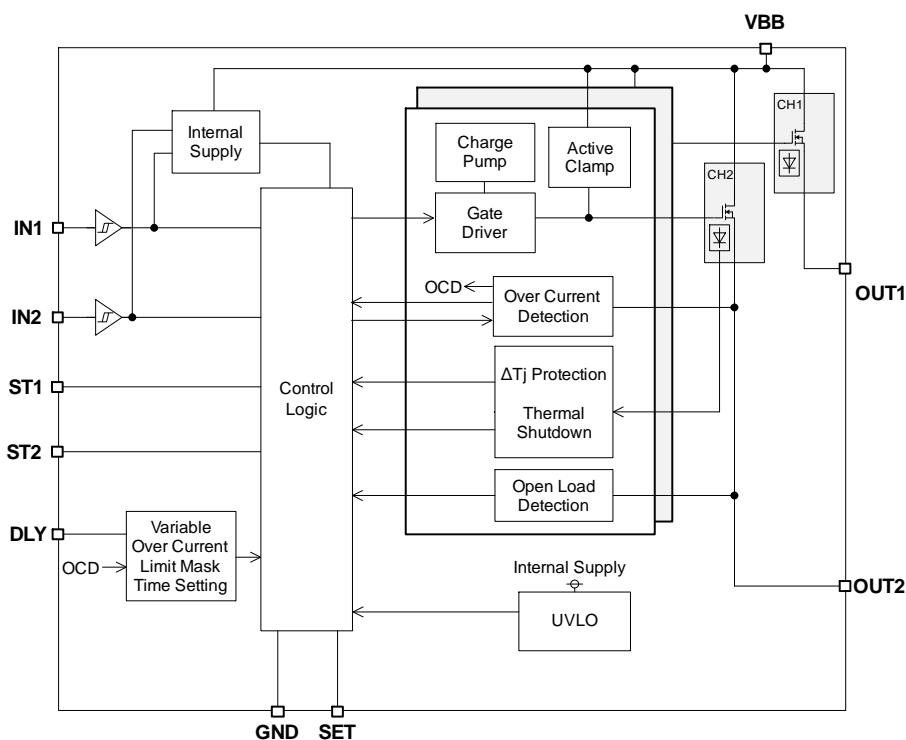 VBB
CH1
Internal
Supply
Charge
Pump
Active
Clamp
CH2
IN1
Gate
Driver
OUT1
OCD
Over Current
Detection
IN2
ΔTj Protection
Thermal
Shutdown
Control
Logic
ST1
ST2
Open Load
Detection
DLY
Variable
Over Current
Limit Mask
Time Setting
OCD
Internal Supply
UVLO
OUT2
GND
SET